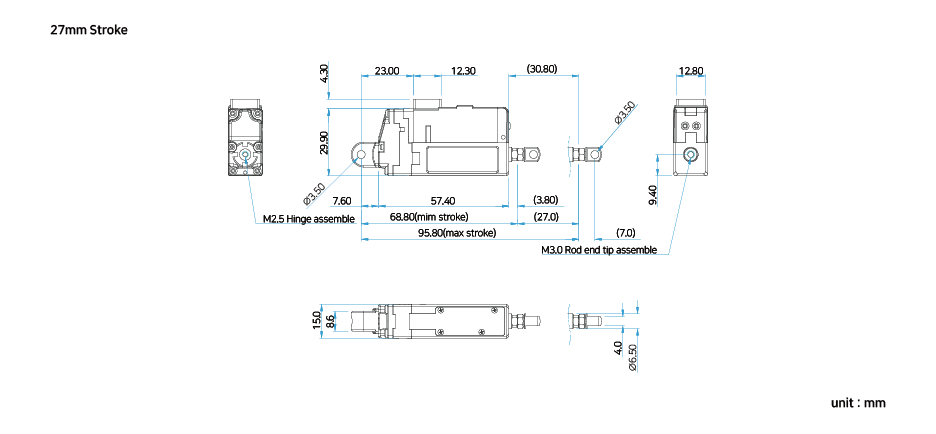 27mm Stroke
4.30
23.00
12.30
(30.80)
12.80
Ø3.50
29.90
9.40
Ø3.50
7.60
57.40
(3.80)
M2.5 Hinge assemble
68.80(mim stroke)
(27.0)
95.80(max stroke)
(7.0)
M3.0 Rod end tip assemble
15.0
8.6
4.0
Ø6.50
unit : mm